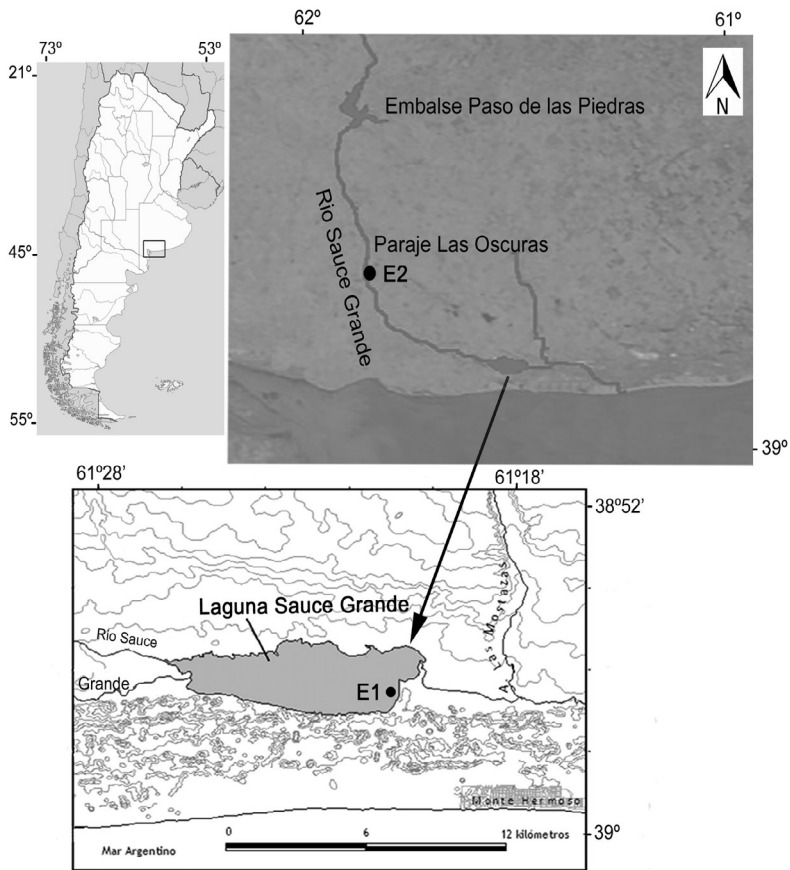 62º
61º
73º
53º
21º
45º
55º
N
Embalse Paso de las Piedras
Rio Sauce Grande
Paraje Las Oscuras
E2
39º
61º28'
61º18'
38º52'
Laguna Sauce Grande
Río Sauce
Grande
E1
A. Las Mostazas
Monte Hermoso
39º
0
6
12 kilómetros
Mar Argentino